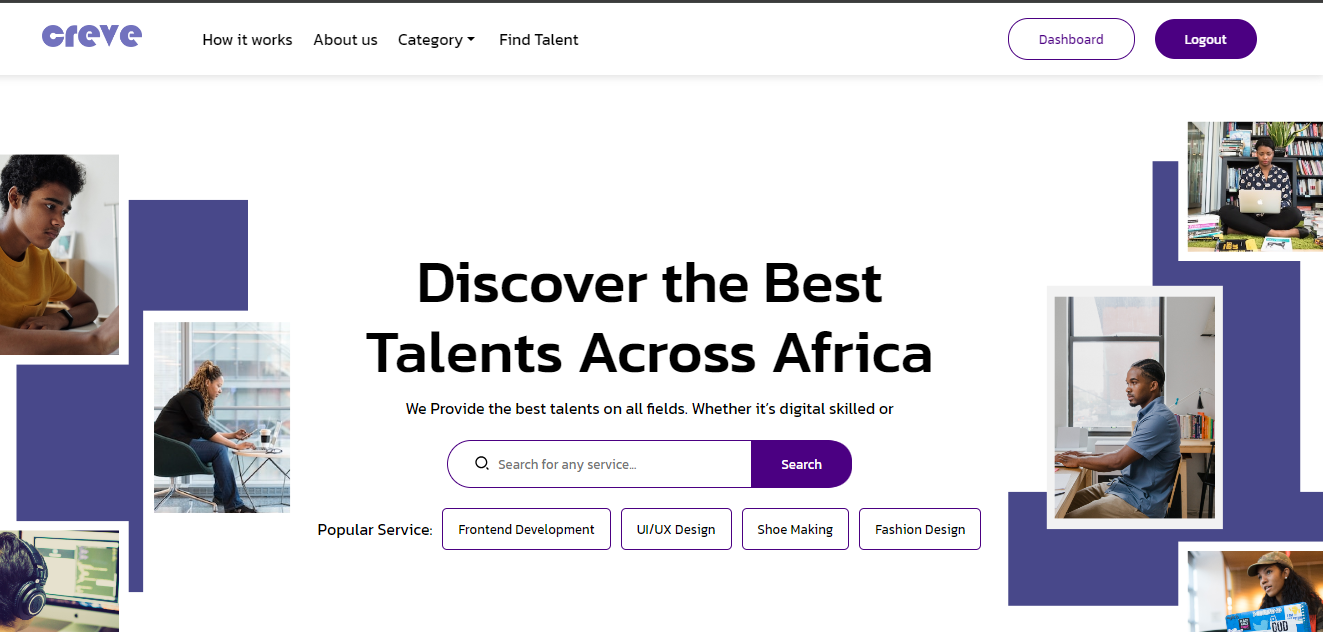 creve
How it works
About us
Category
Find Talent
Dashboard
Logout
Discover the Best
Talents Across Africa
We Provide the best talents on all fields. Whether it's digital skilled or
Search for any service...
Search
Popular Service:
Frontend Development
UI/UX Design
Shoe Making
Fashion Design